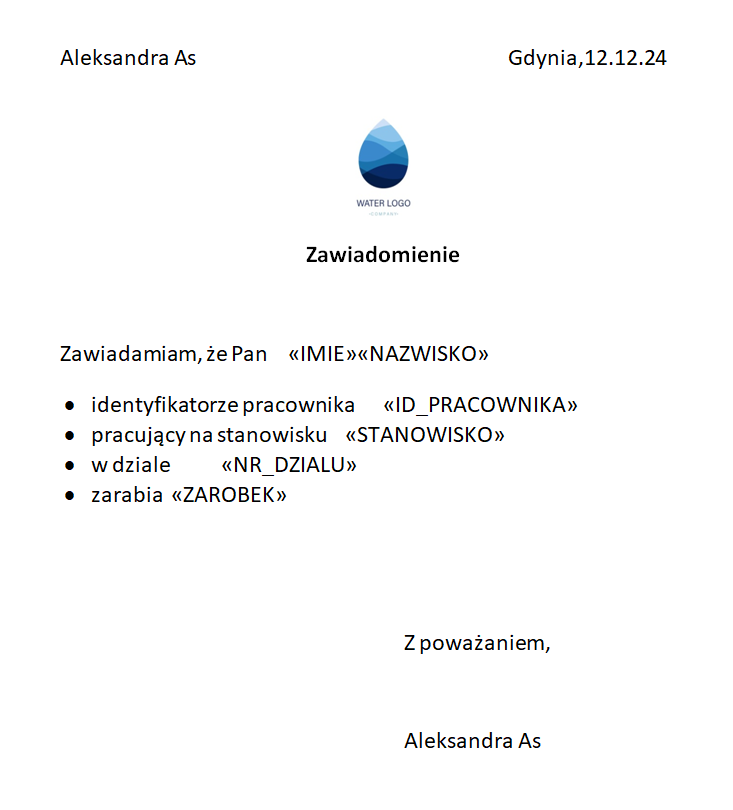 Aleksandra As Gdynia,12.12.24
WATER LOGO
COMPANY
Zawiadomienie
Zawiadamiam, że Pan «IMIE»«NAZWISKO»
• identyfikatorze pracownika «ID_PRACOWNIKA»
• pracujący na stanowisku «STANOWISKO»
• w dziale «NR_DZIALU»
• zarabia «ZAROBEK»
Z poważaniem,
Aleksandra As